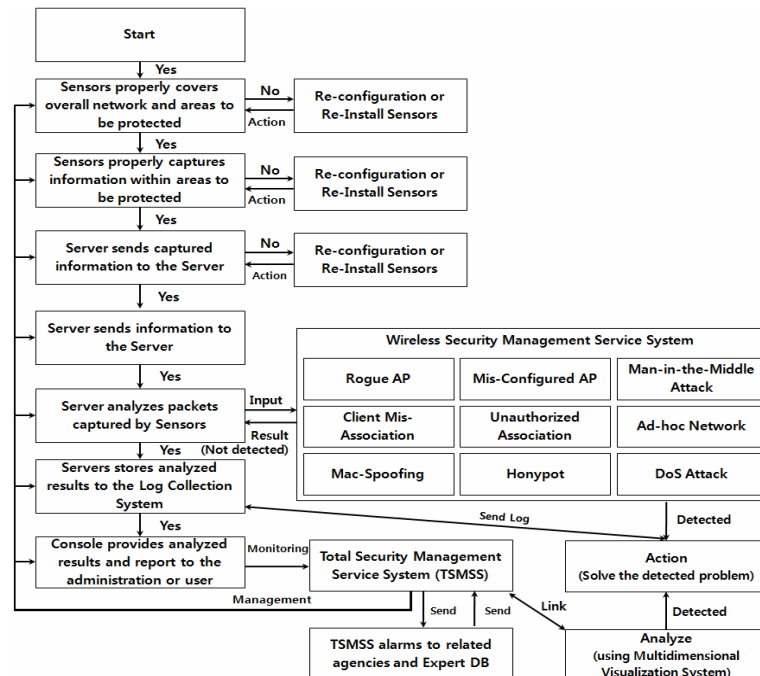 Start
Yes
Sensors properly covers
overall network and areas to
be protected
No
Action
Re-configuration or
Re-Install Sensors
Yes
Sensors properly captures
information within areas to
be protected
No
Action
Re-configuration or
Re-Install Sensors
Yes
Server sends captured
information to the Server
No
Action
Re-configuration or
Re-Install Sensors
Yes
Server sends information to
the Server
Yes
Server analyzes packets
captured by Sensors
Input
Result
(Not detected)
Wireless Security Management Service System
Rogue AP
Mis-Configured AP
Man-in-the-Middle
Attack
Client Mis-
Association
Unauthorized
Association
Ad-hoc Network
Mac-Spoofing
Honypot
DoS Attack
Yes
Servers stores analyzed
results to the Log Collection
System
Send Log
Detected
Yes
Console provides analyzed
results and report to the
administration or user
Monitoring
Total Security Management
Service System (TSMSS)
Action
(Solve the detected problem)
Management
Send
Send
Link
Detected
TSMSS alarms to related
agencies and Expert DB
Analyze
(using Multidimensional
Visualization System)